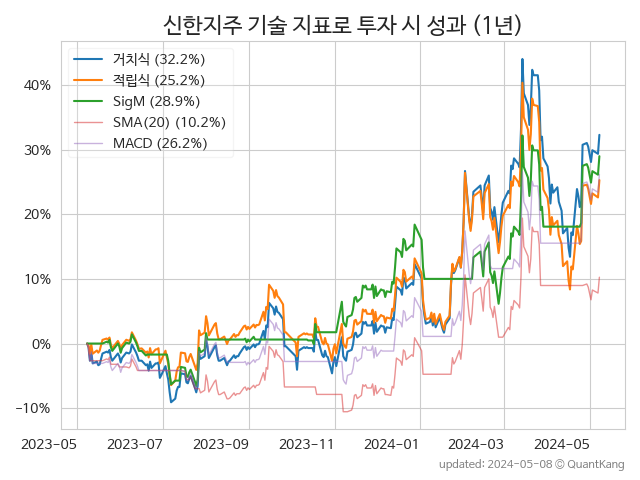 신한지주 기술 지표로 투자 시 성과 (1년)
거치식 (32.2%)
적립식 (25.2%)
SigM (28.9%)
SMA(20) (10.2%)
MACD (26.2%)
40%
30%
20%
10%
0%
−10%
2023-05 2023-07 2023-09 2023-11 2024-01 2024-03 2024-05
updated: 2024-05-08 © QuantKang